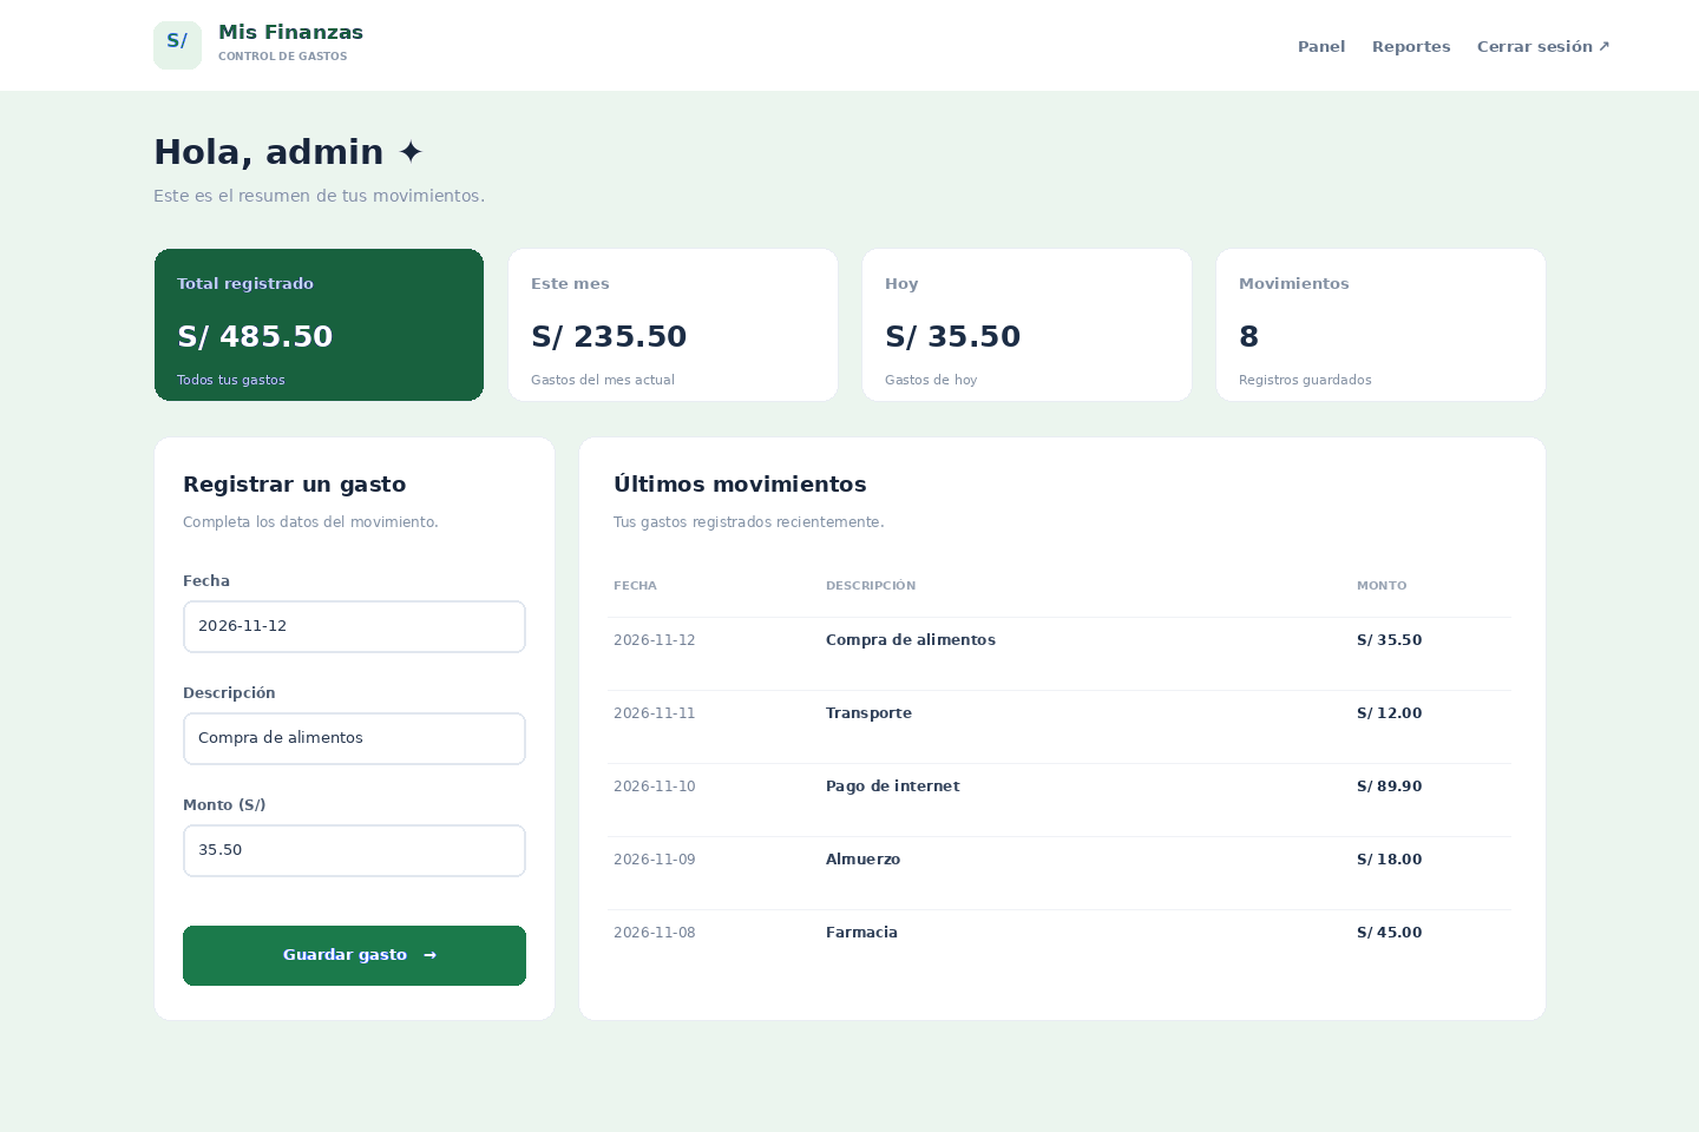 S/
Mis Finanzas
CONTROL DE GASTOS
Panel
Reportes
Cerrar sesión ↗
Hola, admin ✦
Este es el resumen de tus movimientos.
Total registrado
S/ 485.50
Todos tus gastos
Este mes
S/ 235.50
Gastos del mes actual
Hoy
S/ 35.50
Gastos de hoy
Movimientos
8
Registros guardados
Registrar un gasto
Completa los datos del movimiento.
Fecha
2026-11-12
Descripción
Compra de alimentos
Monto (S/)
35.50
Guardar gasto →
Últimos movimientos
Tus gastos registrados recientemente.
FECHA DESCRIPCIÓN MONTO
2026-11-12 Compra de alimentos S/ 35.50
2026-11-11 Transporte S/ 12.00
2026-11-10 Pago de internet S/ 89.90
2026-11-09 Almuerzo S/ 18.00
2026-11-08 Farmacia S/ 45.00